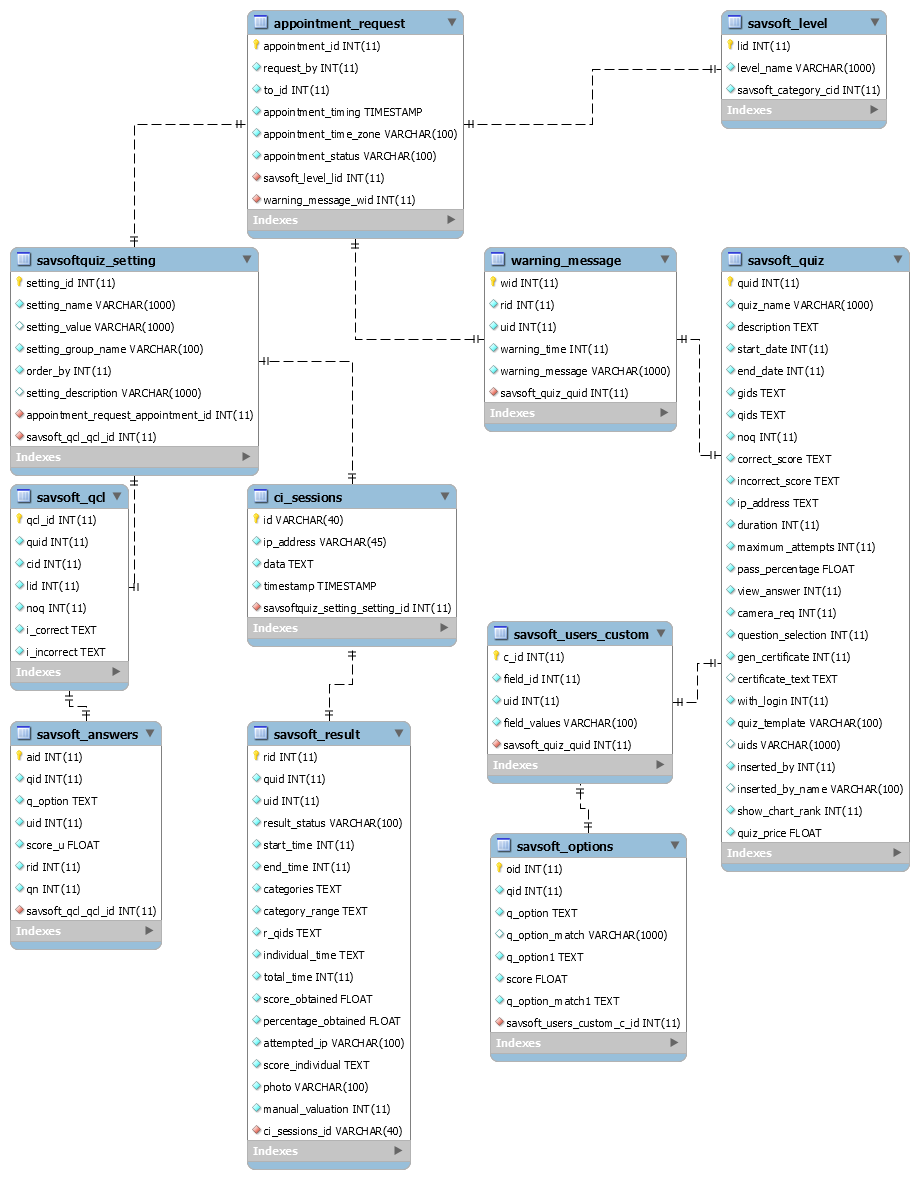 appointment_request
appointment_id INT(11)
request_by INT(11)
to_id INT(11)
appointment_timing TIMESTAMP
appointment_time_zone VARCHAR(100)
appointment_status VARCHAR(100)
savsoft_level_lid INT(11)
warning_message_wid INT(11)
Indexes
savsoft_level
lid INT(11)
level_name VARCHAR(1000)
savsoft_category_cid INT(11)
Indexes
savsoftquiz_setting
setting_id INT(11)
setting_name VARCHAR(1000)
setting_value VARCHAR(1000)
setting_group_name VARCHAR(100)
order_by INT(11)
setting_description VARCHAR(1000)
appointment_request_appointment_id INT(11)
savsoft_qcl_qcl_id INT(11)
Indexes
warning_message
wid INT(11)
rid INT(11)
uid INT(11)
warning_time INT(11)
warning_message VARCHAR(1000)
savsoft_quiz_quid INT(11)
Indexes
savsoft_quiz
quid INT(11)
quiz_name VARCHAR(1000)
description TEXT
start_date INT(11)
end_date INT(11)
gids TEXT
qids TEXT
noq INT(11)
correct_score TEXT
incorrect_score TEXT
ip_address TEXT
duration INT(11)
maximum_attempts INT(11)
pass_percentage FLOAT
view_answer INT(11)
camera_req INT(11)
question_selection INT(11)
gen_certificate INT(11)
certificate_text TEXT
with_login INT(11)
quiz_template VARCHAR(100)
uids VARCHAR(1000)
inserted_by INT(11)
inserted_by_name VARCHAR(100)
show_chart_rank INT(11)
quiz_price FLOAT
Indexes
savsoft_qcl
qcl_id INT(11)
quid INT(11)
cid INT(11)
lid INT(11)
noq INT(11)
i_correct TEXT
i_incorrect TEXT
Indexes
ci_sessions
id VARCHAR(40)
ip_address VARCHAR(45)
data TEXT
timestamp TIMESTAMP
savsoftquiz_setting_setting_id INT(11)
Indexes
savsoft_users_custom
c_id INT(11)
field_id INT(11)
uid INT(11)
field_values VARCHAR(100)
savsoft_quiz_quid INT(11)
Indexes
savsoft_answers
aid INT(11)
qid INT(11)
q_option TEXT
uid INT(11)
score_u FLOAT
rid INT(11)
qn INT(11)
savsoft_qcl_qcl_id INT(11)
Indexes
savsoft_result
rid INT(11)
quid INT(11)
uid INT(11)
result_status VARCHAR(100)
start_time INT(11)
end_time INT(11)
categories TEXT
category_range TEXT
r_qids TEXT
individual_time TEXT
total_time INT(11)
score_obtained FLOAT
percentage_obtained FLOAT
attempted_ip VARCHAR(100)
score_individual TEXT
photo VARCHAR(100)
manual_valuation INT(11)
ci_sessions_id VARCHAR(40)
Indexes
savsoft_options
oid INT(11)
qid INT(11)
q_option TEXT
q_option_match VARCHAR(1000)
q_option1 TEXT
score FLOAT
q_option_match1 TEXT
savsoft_users_custom_c_id INT(11)
Indexes